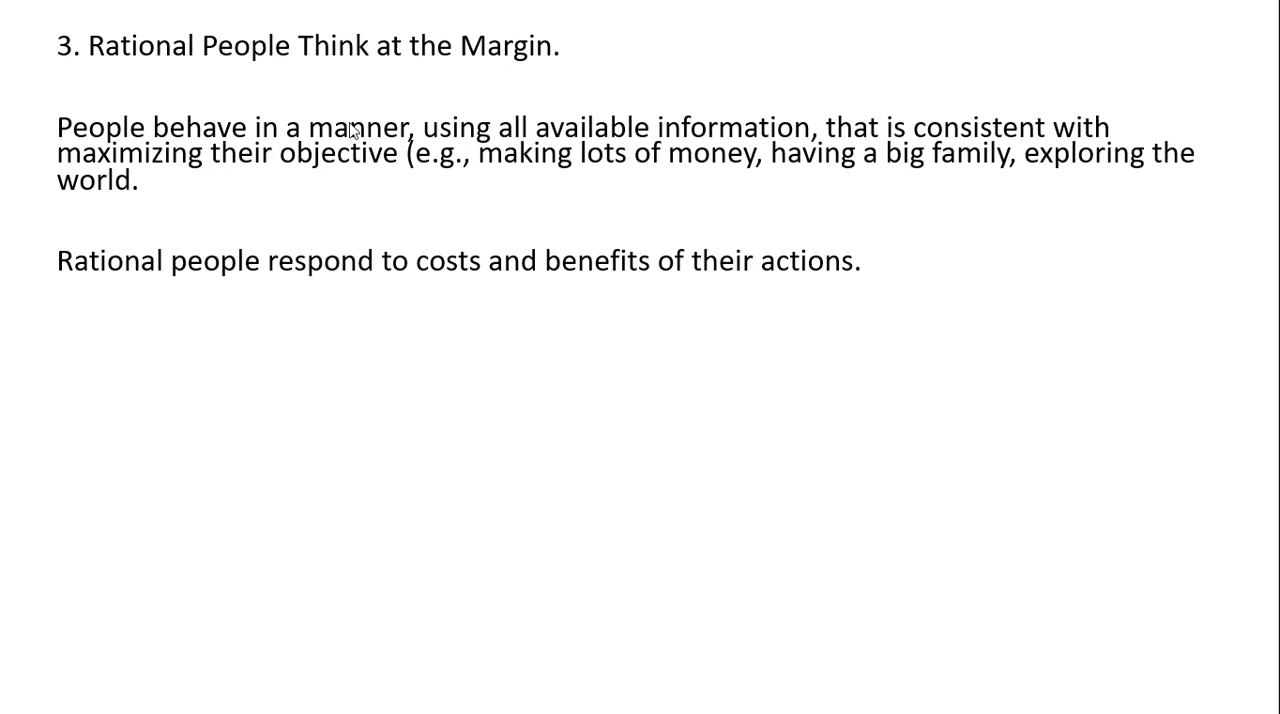 3. Rational People Think at the Margin.
People behave in a manner, using all available information, that is consistent with
maximizing their objective (e.g., making lots of money, having a big family, exploring the
world.
Rational people respond to costs and benefits of their actions.